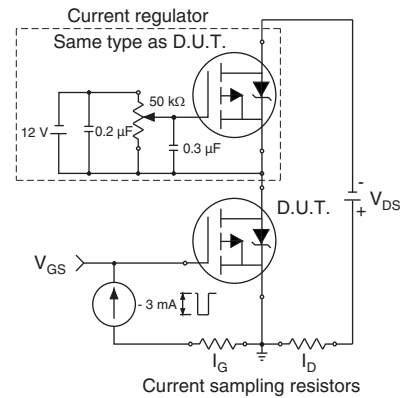 Current regulator
Same type as D.U.T.
50 kΩ
12 V
0.2 µF
0.3 µF
D.U.T.
-
+
V_DS
V_GS
- 3 mA
I_G
I_D
Current sampling resistors